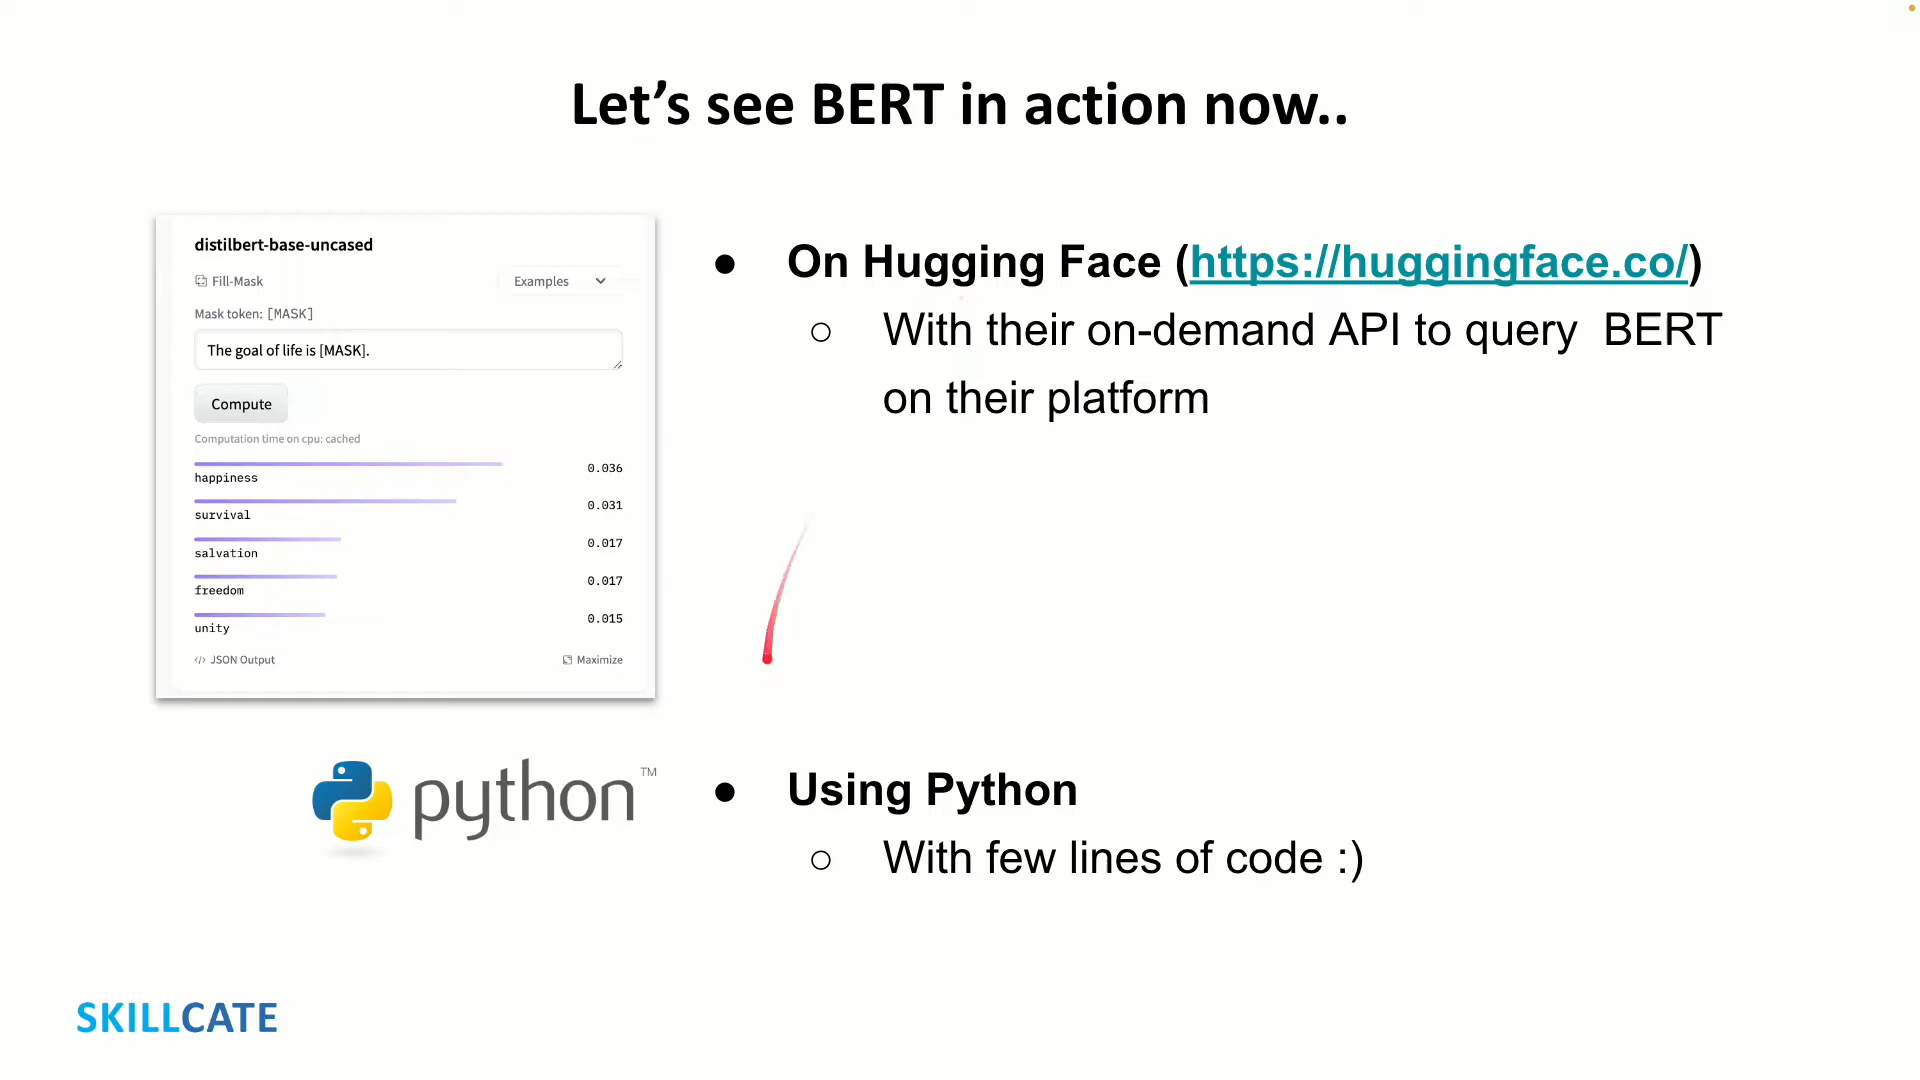 Let's see BERT in action now..
distilbert-base-uncased
Fill-Mask
Examples
Mask token: [MASK]
The goal of life is [MASK].
Compute
Computation time on cpu: cached
happiness 0.036
survival 0.031
salvation 0.017
freedom 0.017
unity 0.015
</> JSON Output
Maximize
● On Hugging Face (https://huggingface.co/)
○ With their on-demand API to query BERT
on their platform
python™
● Using Python
○ With few lines of code :)
SKILLCATE